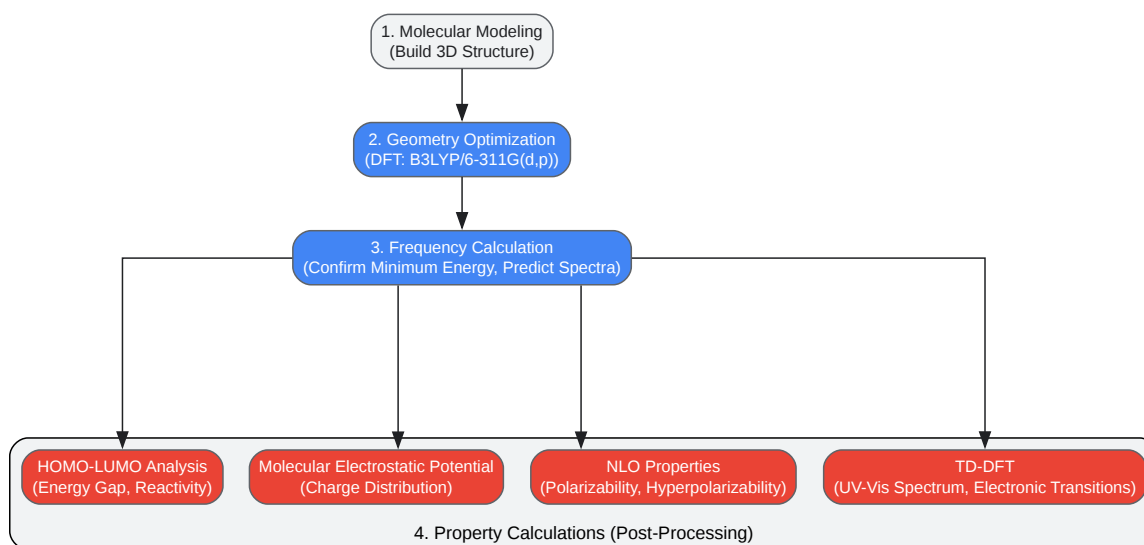 1. Molecular Modeling
(Build 3D Structure)
2. Geometry Optimization
(DFT: B3LYP/6-311G(d,p))
3. Frequency Calculation
(Confirm Minimum Energy, Predict Spectra)
HOMO-LUMO Analysis
(Energy Gap, Reactivity)
Molecular Electrostatic Potential
(Charge Distribution)
NLO Properties
(Polarizability, Hyperpolarizability)
TD-DFT
(UV-Vis Spectrum, Electronic Transitions)
4. Property Calculations (Post-Processing)